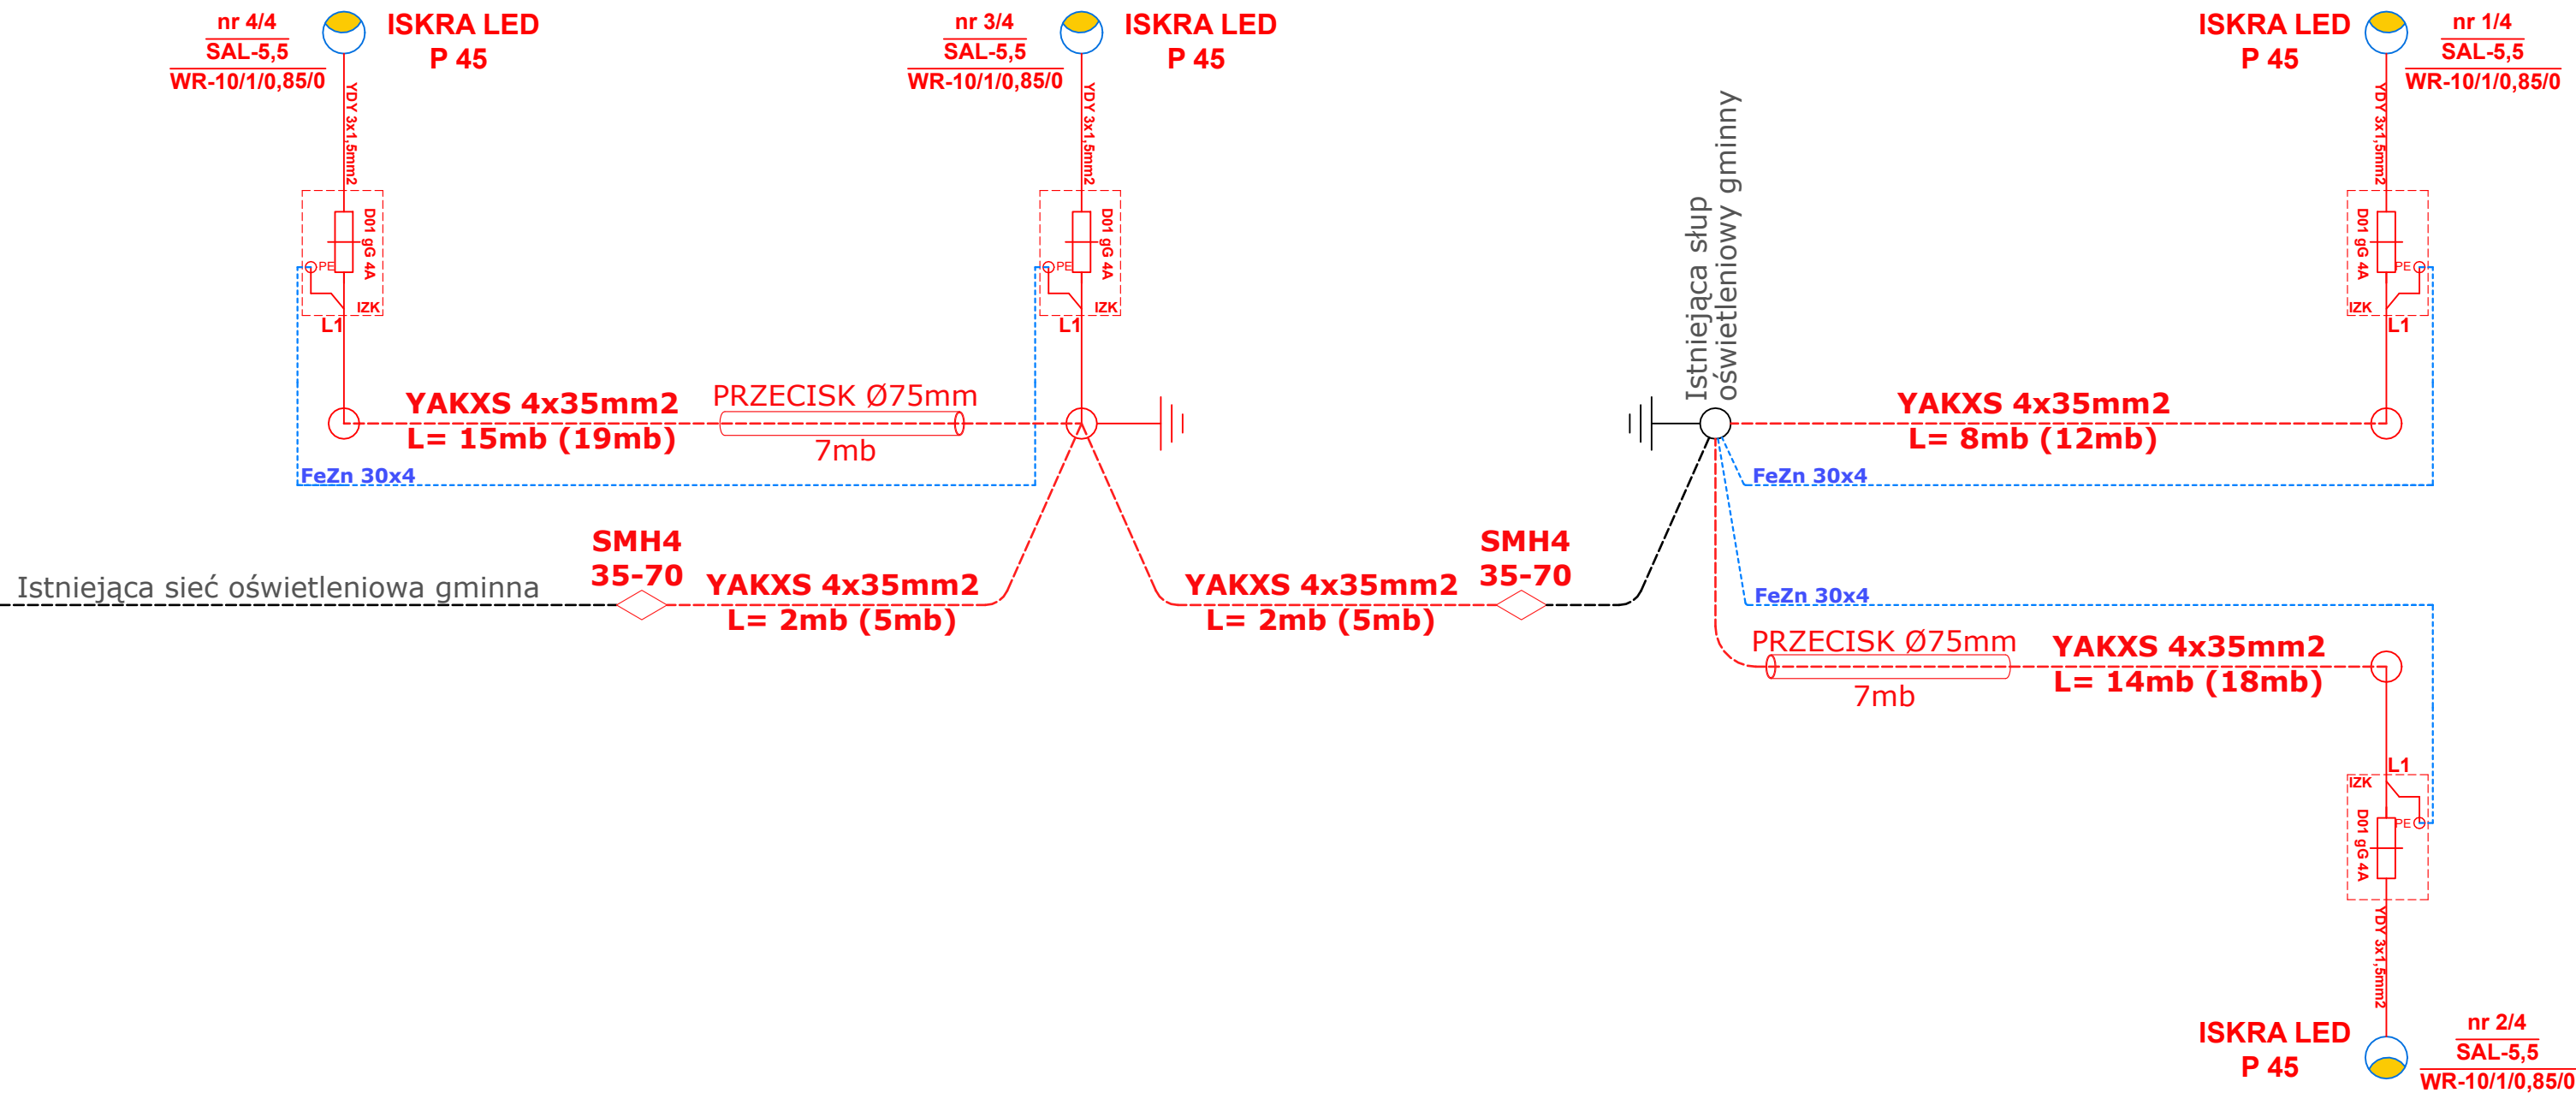 nr 4/4
SAL-5,5
WR-10/1/0,85/0
ISKRA LED
P 45
YDY 3x1,5mm2
D01 gG 4A
PE
IZK
L1
nr 3/4
SAL-5,5
WR-10/1/0,85/0
ISKRA LED
P 45
YDY 3x1,5mm2
D01 gG 4A
PE
IZK
L1
Istniejąca słup
oświetleniowy gminny
ISKRA LED
P 45
nr 1/4
SAL-5,5
WR-10/1/0,85/0
YDY 3x1,5mm2
D01 gG 4A
PE
IZK
L1
YAKXS 4x35mm2
L= 15mb (19mb)
PRZECISK Ø75mm
7mb
FeZn 30x4
YAKXS 4x35mm2
L= 8mb (12mb)
FeZn 30x4
Istniejąca sieć oświetleniowa gminna
SMH4
35-70
YAKXS 4x35mm2
L= 2mb (5mb)
YAKXS 4x35mm2
L= 2mb (5mb)
SMH4
35-70
FeZn 30x4
PRZECISK Ø75mm
7mb
YAKXS 4x35mm2
L= 14mb (18mb)
L1
IZK
PE
D01 gG 4A
YDY 3x1,5mm2
ISKRA LED
P 45
nr 2/4
SAL-5,5
WR-10/1/0,85/0